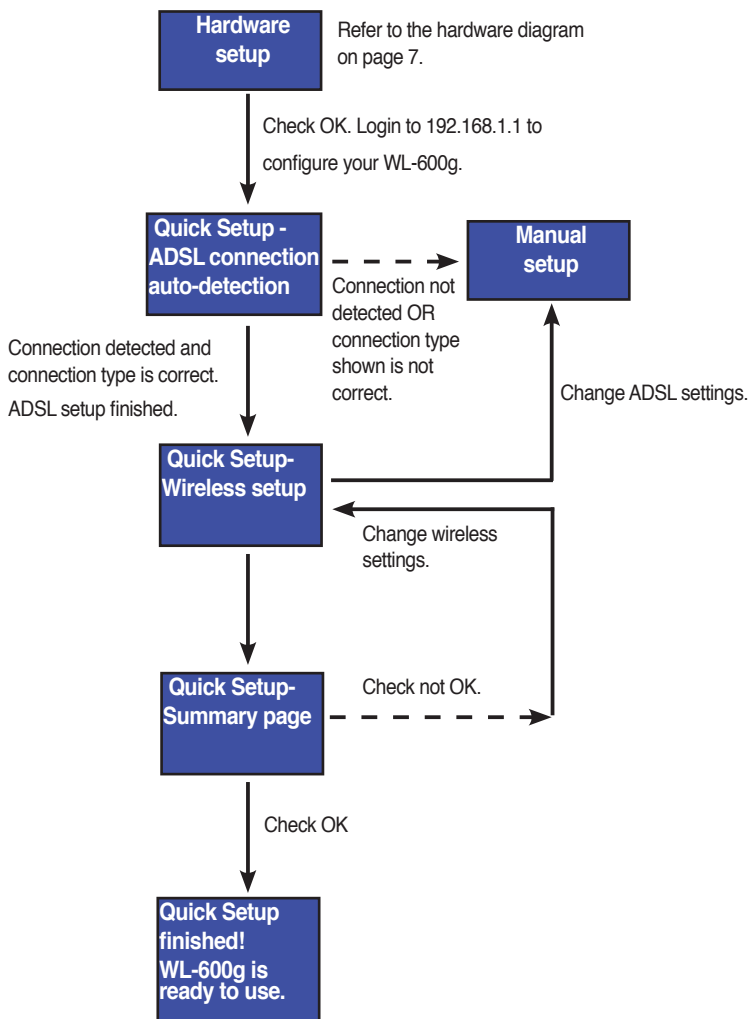 Hardware
setup
Refer to the hardware diagram
on page 7.
Check OK. Login to 192.168.1.1 to
configure your WL-600g.
Quick Setup -
ADSL connection
auto-detection
Manual
setup
Connection not
detected OR
connection type
shown is not
correct.
Connection detected and
connection type is correct.
ADSL setup finished.
Change ADSL settings.
Quick Setup-
Wireless setup
Change wireless
settings.
Quick Setup-
Summary page
Check not OK.
Check OK
Quick Setup
finished!
WL-600g is
ready to use.